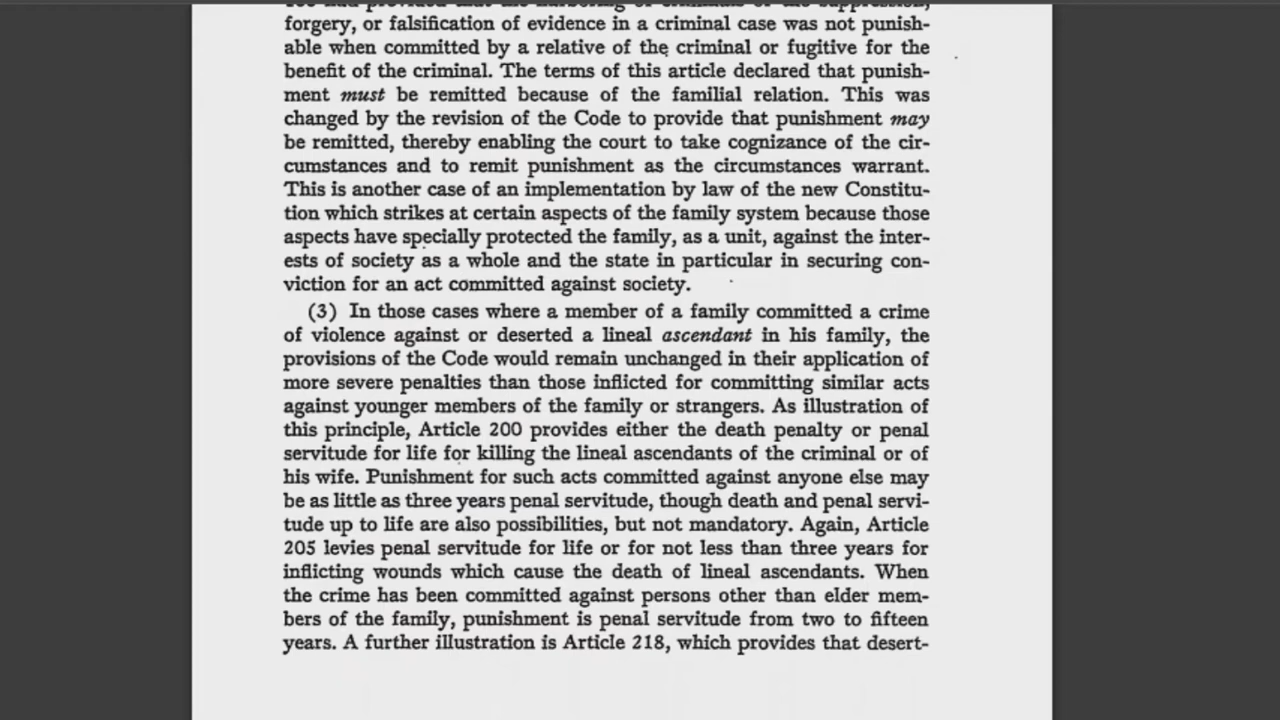 had provided that the harboring of criminals or the suppression,
forgery, or falsification of evidence in a criminal case was not punish-
able when committed by a relative of the criminal or fugitive for the
benefit of the criminal. The terms of this article declared that punish-
ment must be remitted because of the familial relation. This was
changed by the revision of the Code to provide that punishment may
be remitted, thereby enabling the court to take cognizance of the cir-
cumstances and to remit punishment as the circumstances warrant.
This is another case of an implementation by law of the new Constitu-
tion which strikes at certain aspects of the family system because those
aspects have specially protected the family, as a unit, against the inter-
ests of society as a whole and the state in particular in securing con-
viction for an act committed against society.
(3) In those cases where a member of a family committed a crime
of violence against or deserted a lineal ascendant in his family, the
provisions of the Code would remain unchanged in their application of
more severe penalties than those inflicted for committing similar acts
against younger members of the family or strangers. As illustration of
this principle, Article 200 provides either the death penalty or penal
servitude for life for killing the lineal ascendants of the criminal or of
his wife. Punishment for such acts committed against anyone else may
be as little as three years penal servitude, though death and penal servi-
tude up to life are also possibilities, but not mandatory. Again, Article
205 levies penal servitude for life or for not less than three years for
inflicting wounds which cause the death of lineal ascendants. When
the crime has been committed against persons other than elder mem-
bers of the family, punishment is penal servitude from two to fifteen
years. A further illustration is Article 218, which provides that desert-